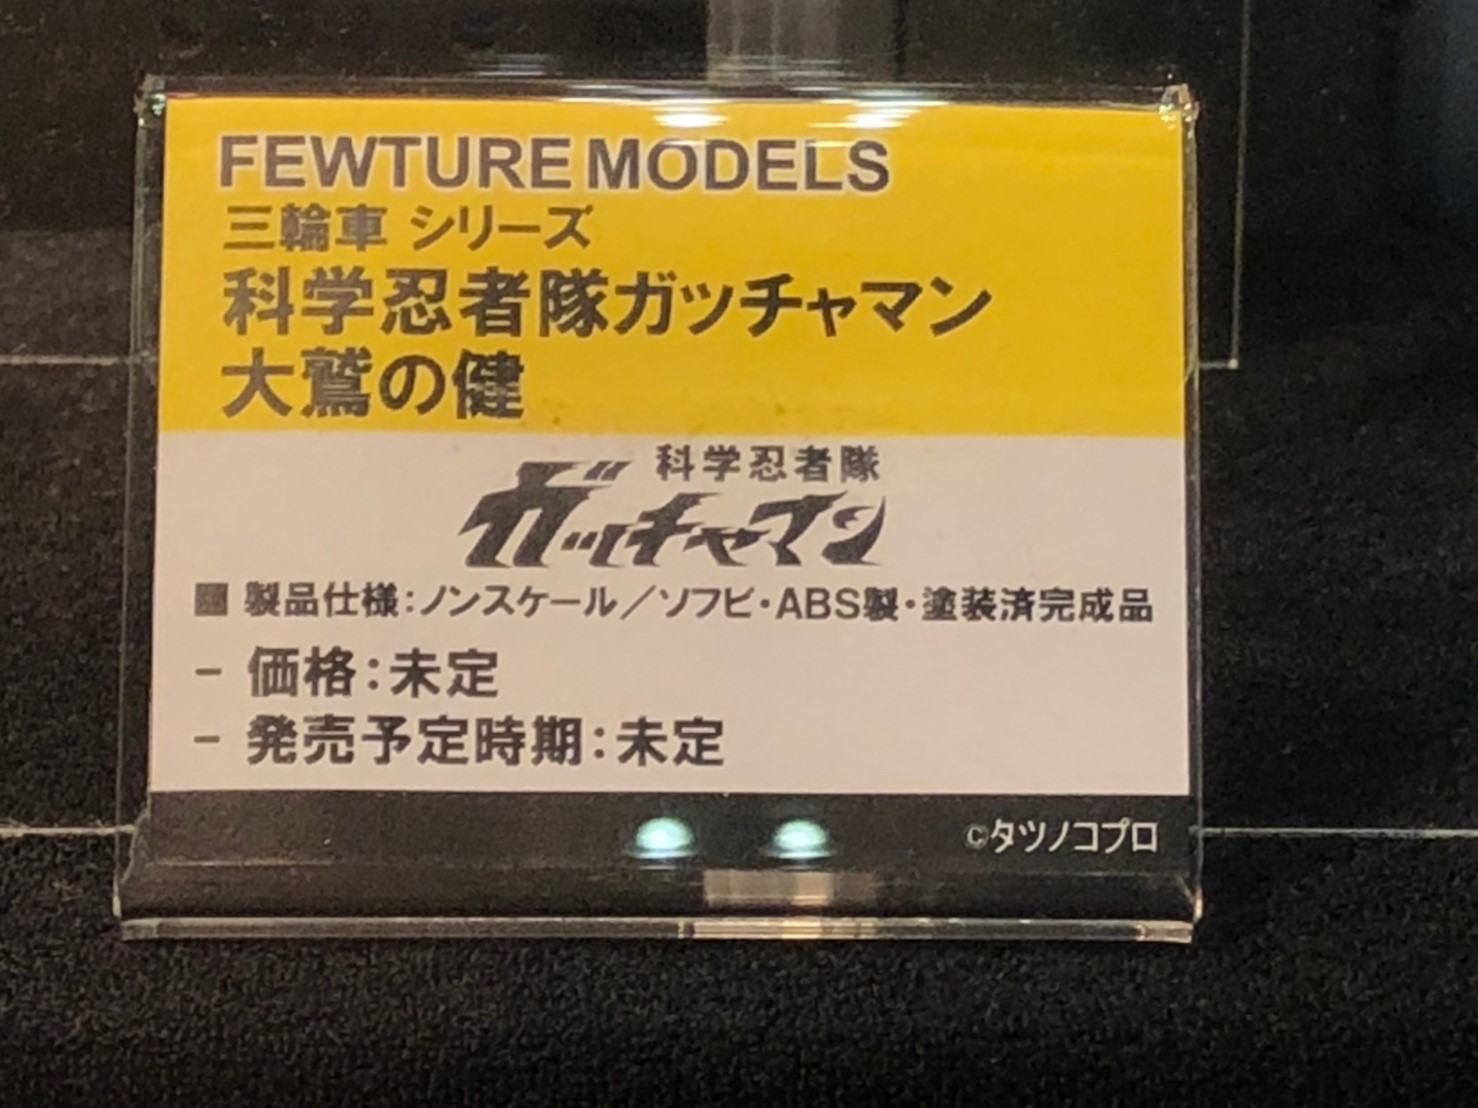 FEWTURE MODELS
三輪車 シリーズ
科学忍者隊ガッチャマン
大鷲の健
科学忍者隊
ガッチャマン
■ 製品仕様：ノンスケール／ソフビ・ABS製・塗装済完成品
- 価格：未定
- 発売予定時期：未定
©タツノコプロ